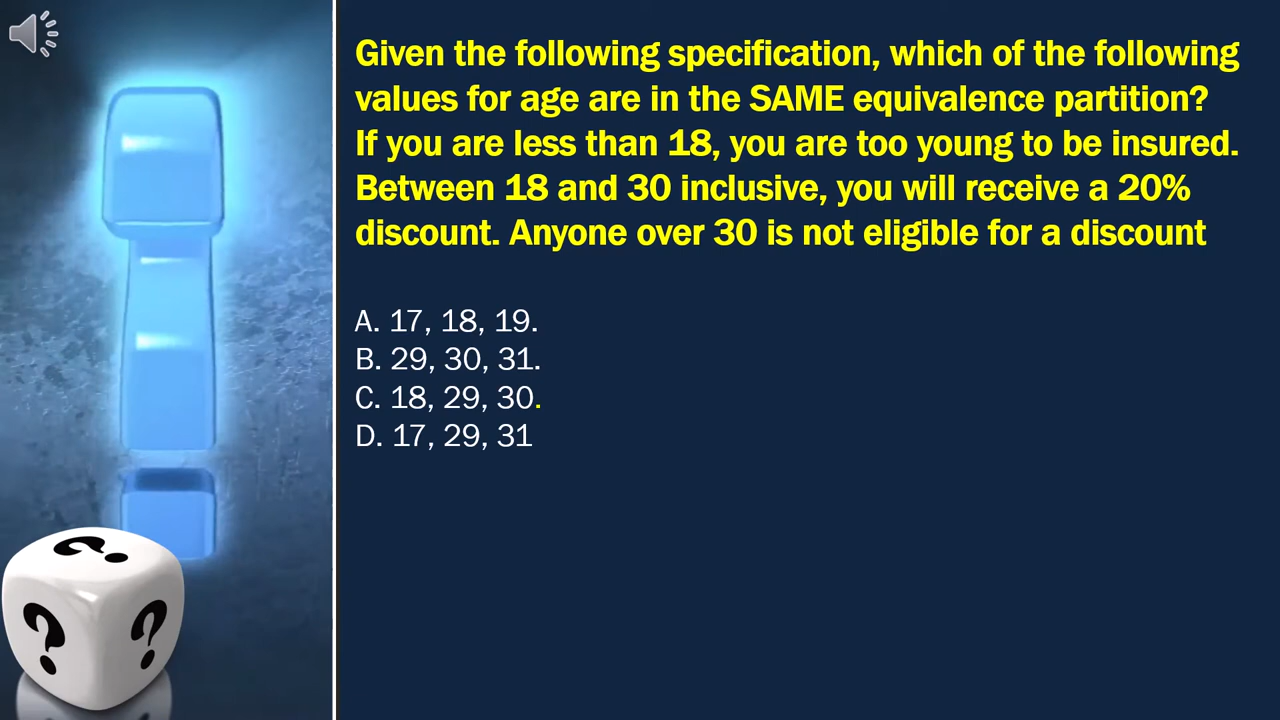 Given the following specification, which of the following
values for age are in the SAME equivalence partition?
If you are less than 18, you are too young to be insured.
Between 18 and 30 inclusive, you will receive a 20%
discount. Anyone over 30 is not eligible for a discount
A. 17, 18, 19.
B. 29, 30, 31.
C. 18, 29, 30.
D. 17, 29, 31
? ? ?